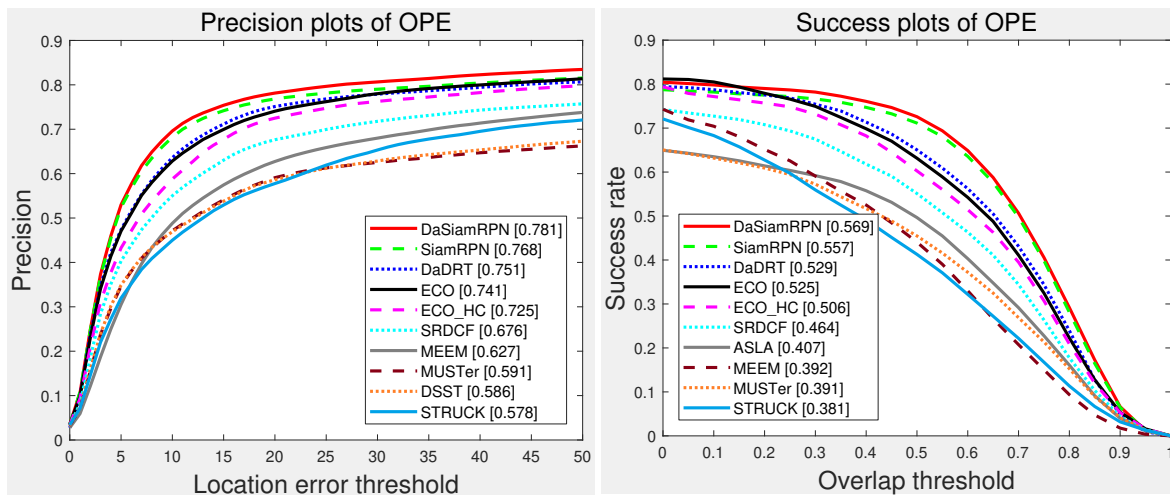 Precision plots of OPE
0.9
0.8
0.7
0.6
0.5
0.4
0.3
0.2
0.1
0
Precision
DaSiamRPN [0.781]
SiamRPN [0.768]
DaDRT [0.751]
ECO [0.741]
ECO_HC [0.725]
SRDCF [0.676]
MEEM [0.627]
MUSTer [0.591]
DSST [0.586]
STRUCK [0.578]
0 5 10 15 20 25 30 35 40 45 50
Location error threshold
Success plots of OPE
0.9
0.8
0.7
0.6
0.5
0.4
0.3
0.2
0.1
0
Success rate
DaSiamRPN [0.569]
SiamRPN [0.557]
DaDRT [0.529]
ECO [0.525]
ECO_HC [0.506]
SRDCF [0.464]
ASLA [0.407]
MEEM [0.392]
MUSTer [0.391]
STRUCK [0.381]
0 0.1 0.2 0.3 0.4 0.5 0.6 0.7 0.8 0.9 1
Overlap threshold